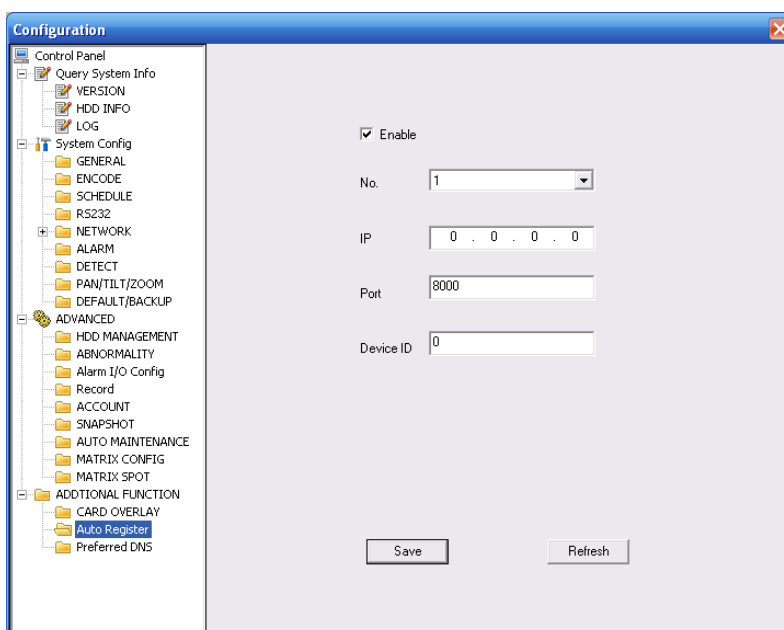 Configuration
Control Panel
Query System Info
VERSION
HDD INFO
LOG
System Config
GENERAL
ENCODE
SCHEDULE
RS232
NETWORK
ALARM
DETECT
PAN/TILT/ZOOM
DEFAULT/BACKUP
ADVANCED
HDD MANAGEMENT
ABNORMALITY
Alarm I/O Config
Record
ACCOUNT
SNAPSHOT
AUTO MAINTENANCE
MATRIX CONFIG
MATRIX SPOT
ADDTIONAL FUNCTION
CARD OVERLAY
Auto Register
Preferred DNS
Enable
No. 1
IP 0 . 0 . 0 . 0
Port 8000
Device ID 0
Save Refresh